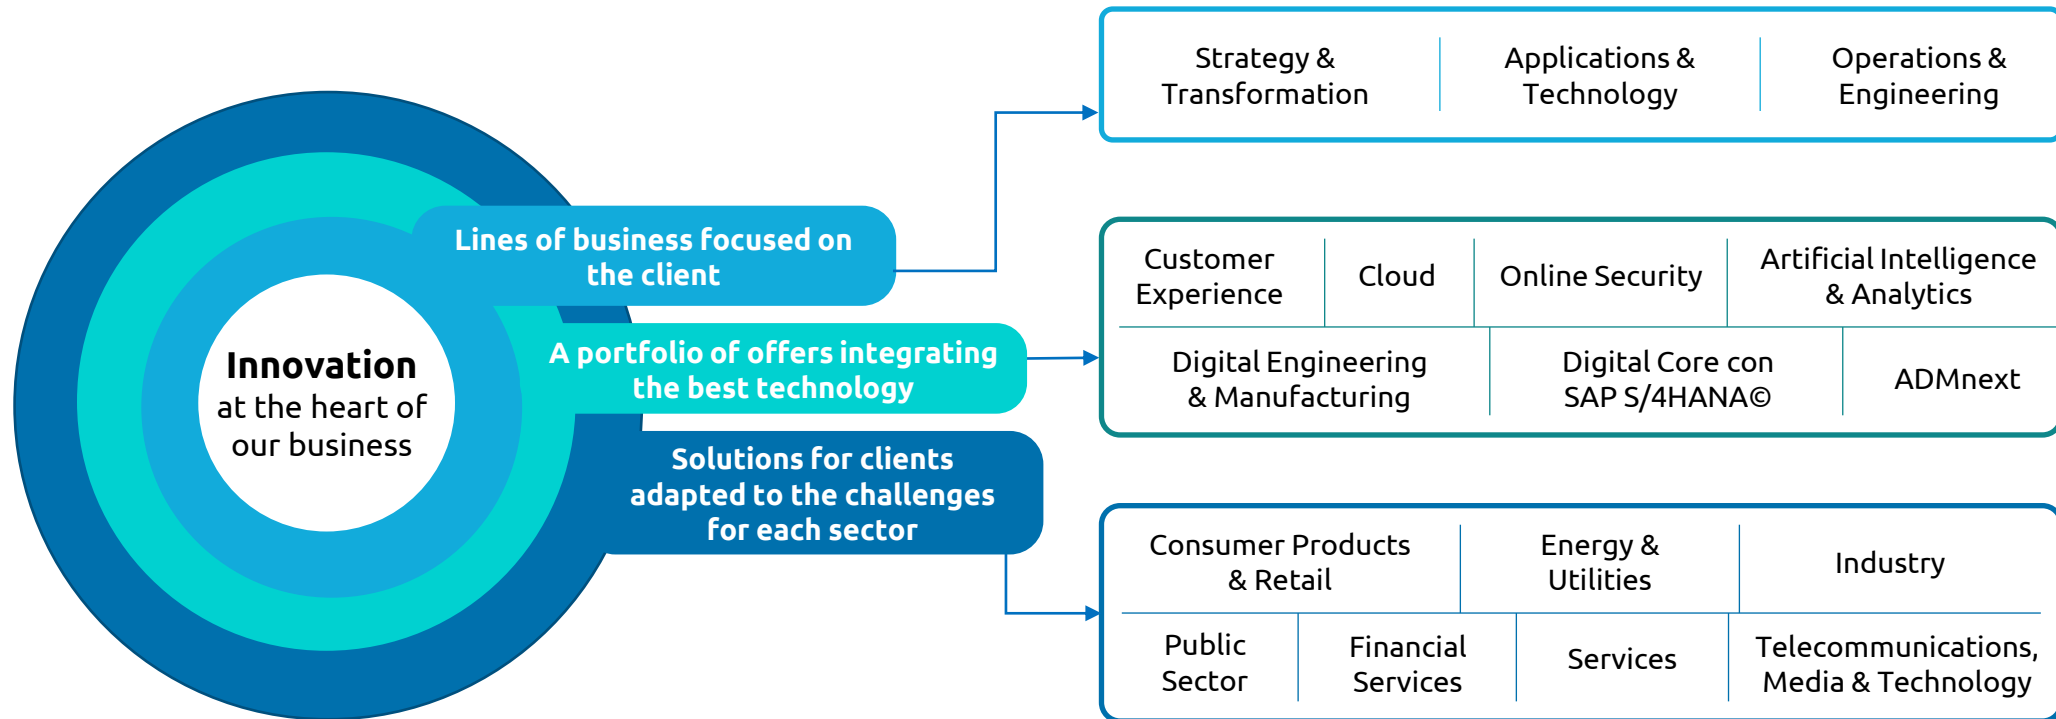 Innovation
at the heart of
our business
Lines of business focused on
the client
Strategy &
Transformation
Applications &
Technology
Operations &
Engineering
A portfolio of offers integrating
the best technology
Customer
Experience
Cloud
Online Security
Artificial Intelligence
& Analytics
Digital Engineering
& Manufacturing
Digital Core con
SAP S/4HANA©
ADMnext
Solutions for clients
adapted to the challenges
for each sector
Consumer Products
& Retail
Energy &
Utilities
Industry
Public
Sector
Financial
Services
Services
Telecommunications,
Media & Technology